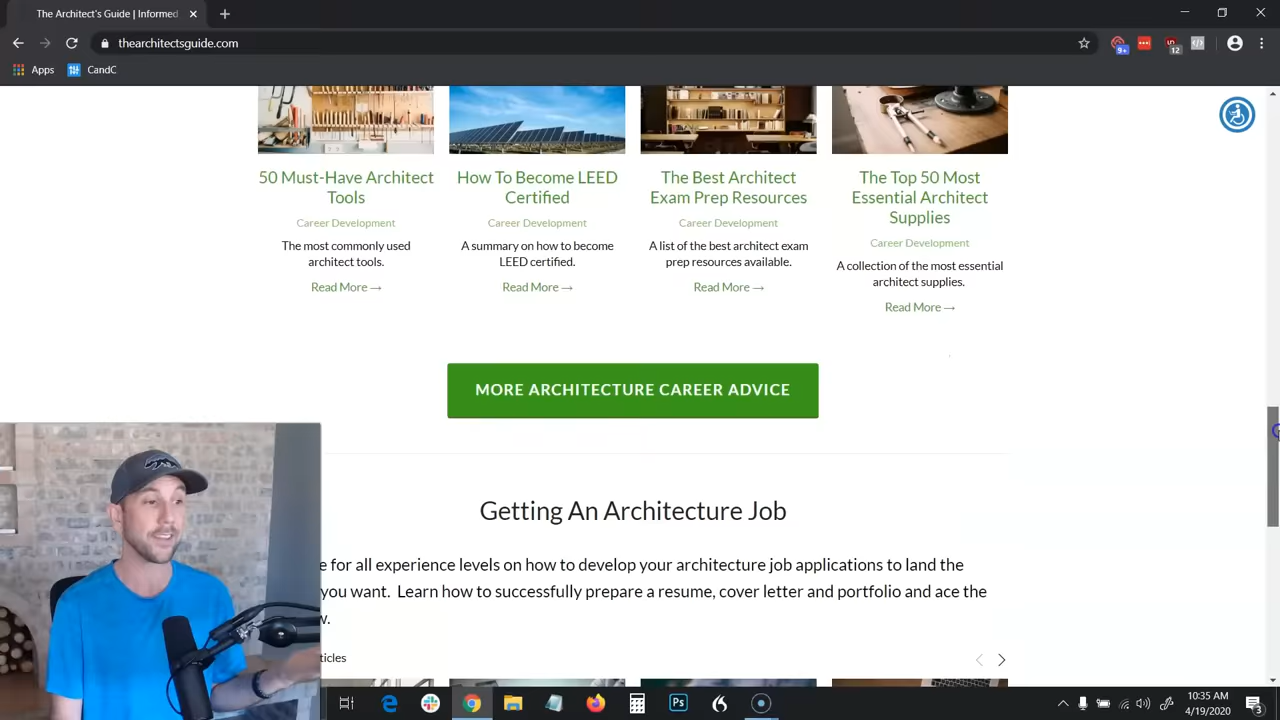 The Architect's Guide | Informed
thearchitectsguide.com
9+
12
Apps
CandC
50 Must-Have Architect
Tools
Career Development
The most commonly used
architect tools.
Read More →
How To Become LEED
Certified
Career Development
A summary on how to become
LEED certified.
Read More →
The Best Architect
Exam Prep Resources
Career Development
A list of the best architect exam
prep resources available.
Read More →
The Top 50 Most
Essential Architect
Supplies
Career Development
A collection of the most essential
architect supplies.
Read More →
MORE ARCHITECTURE CAREER ADVICE
Getting An Architecture Job
for all experience levels on how to develop your architecture job applications to land the
you want. Learn how to successfully prepare a resume, cover letter and portfolio and ace the
Ps
10:35 AM
4/19/2020
3